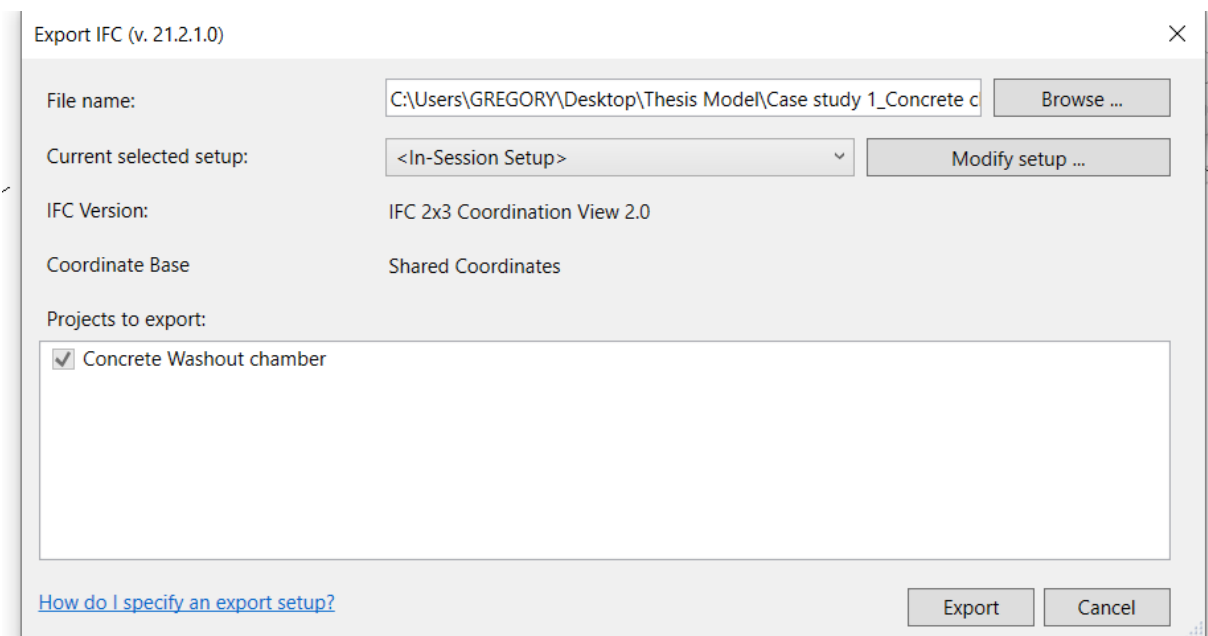 Export IFC (v. 21.2.1.0)
File name: C:\Users\GREGORY\Desktop\Thesis Model\Case study 1_Concrete Browse ...
Current selected setup: <In-Session Setup> Modify setup ...
IFC Version: IFC 2x3 Coordination View 2.0
Coordinate Base Shared Coordinates
Projects to export:
Concrete Washout chamber
How do I specify an export setup? Export Cancel